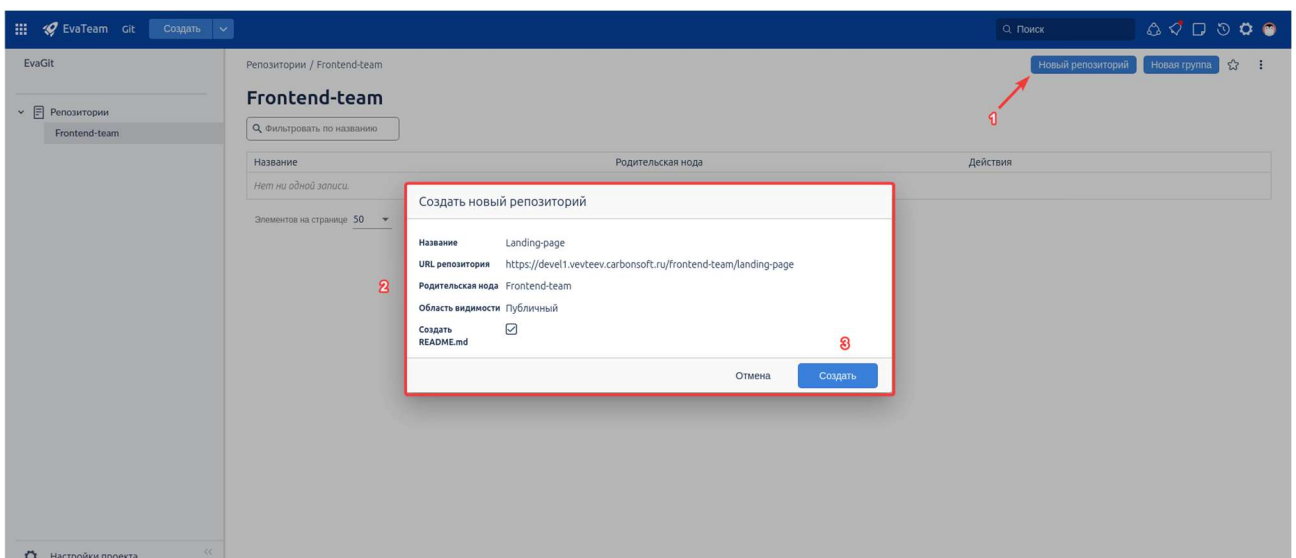 EvaTeam Git Создать Поиск
EvaGit
Репозитории / Frontend-team
Новый репозиторий Новая группа
Frontend-team
1
Репозитории
Frontend-team
Фильтровать по названию
Название Родительская нода Действия
Нет ни одной записи.
Элементов на странице 50
Создать новый репозиторий
Название Landing-page
URL репозитория https://devel1.vevteev.carbonsoft.ru/frontend-team/landing-page
2
Родительская нода Frontend-team
Область видимости Публичный
Создать
README.md
3
Отмена Создать
Настройки проекта